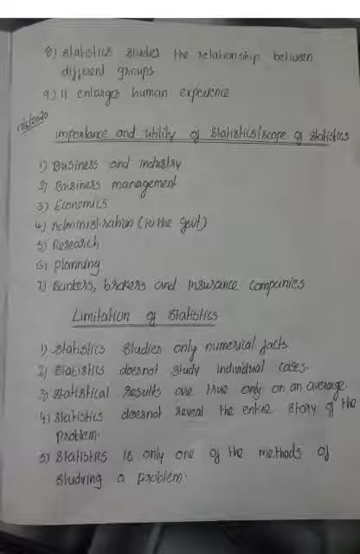 8) Statistics studies the relationship between
different groups
9) It enlarges human experience
Importance and utility of Statistics/scope of statistics
1) Business and industry
2) Business management
3) Economics
4) Administration (to the govt)
5) Research
6) planning
7) Bankers, brokers and Insurance companies
Limitation of Statistics
1) Statistics studies only numerical facts.
2) Statistics doesnot study individual cases.
3) Statistical results are true only on an average.
4) Statistics doesnot reveal the entire story of the
Problem.
5) Statistics is only one of the methods of
studying a problem.